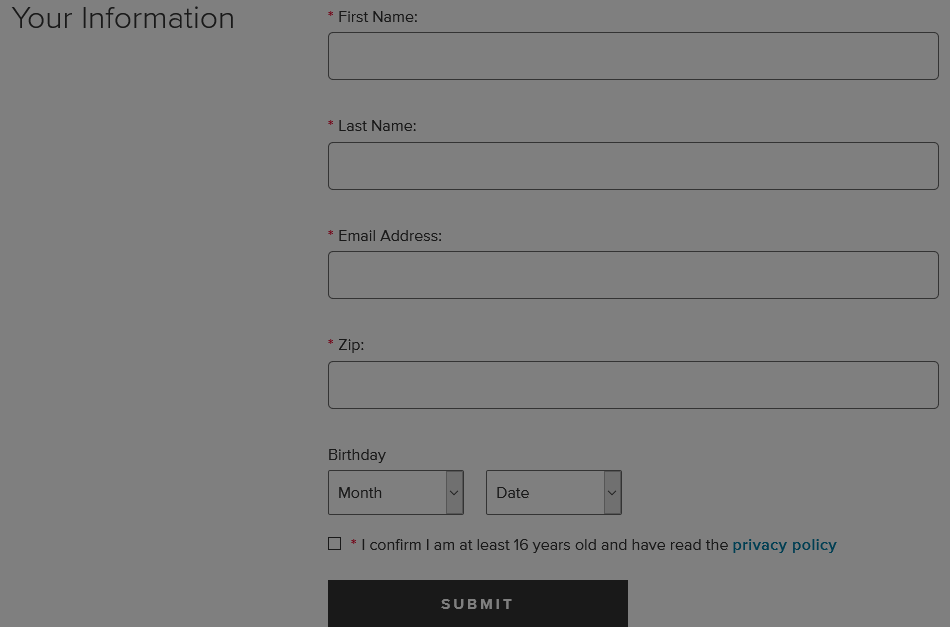 Your Information
* First Name:
* Last Name:
* Email Address:
* Zip:
Birthday
Month Date
* I confirm I am at least 16 years old and have read the privacy policy
SUBMIT